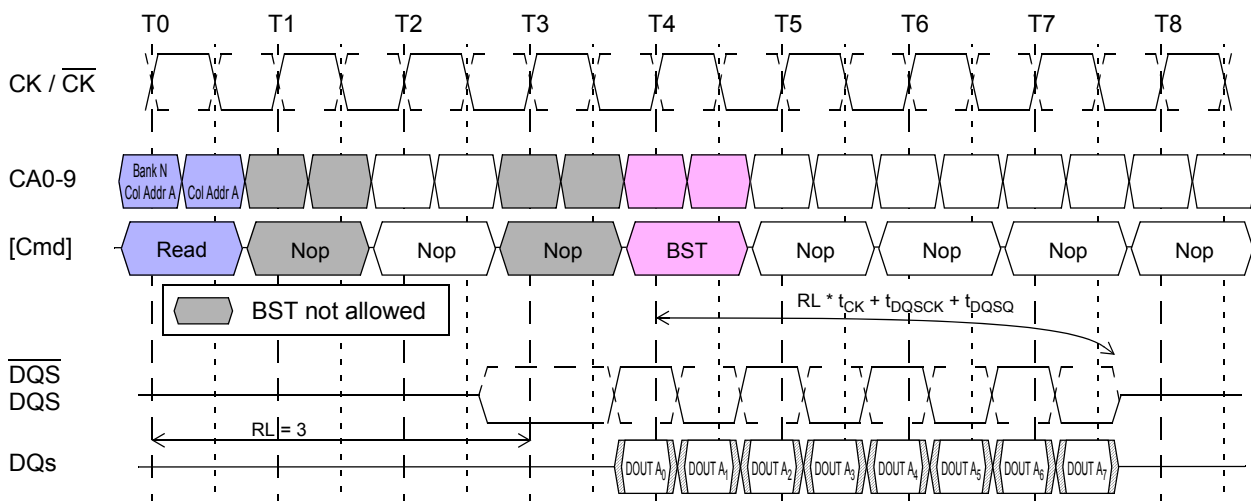 T0 T1 T2 T3 T4 T5 T6 T7 T8
CK / C̅K̅
CA0-9
Bank N
Col Addr A
Col Addr A
[Cmd]
Read Nop Nop Nop BST Nop Nop Nop Nop
BST not allowed
RL * tCK + tDQSCK + tDQSQ
D̅Q̅S̅
DQS
RL = 3
DQs
DOUT A0 DOUT A1 DOUT A2 DOUT A3 DOUT A4 DOUT A5 DOUT A6 DOUT A7